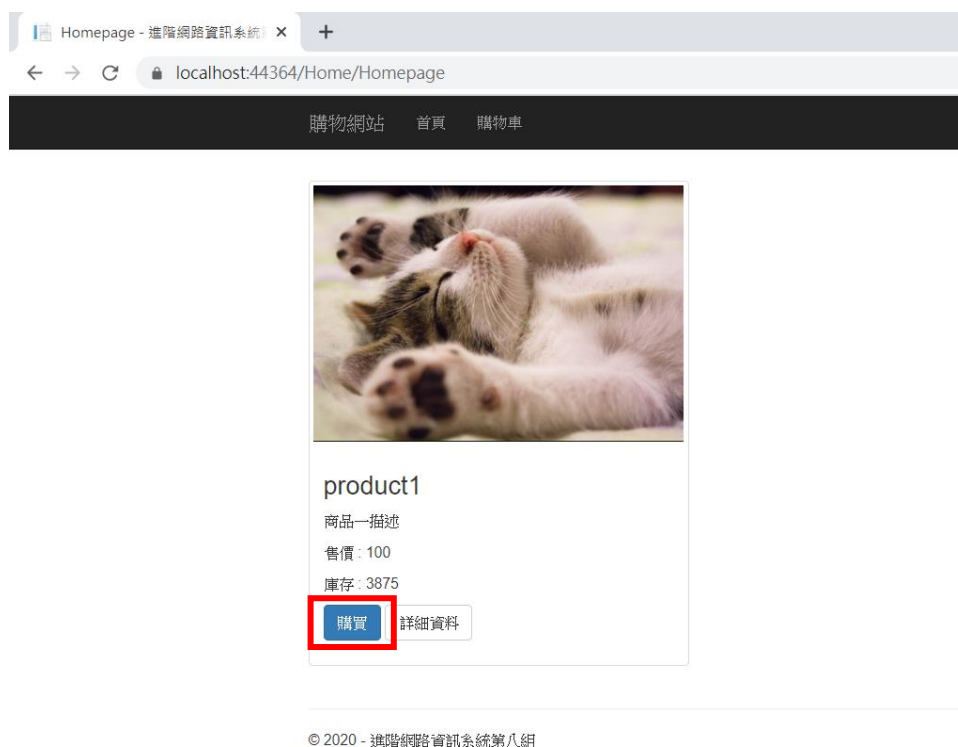 Homepage - 進階網路資訊系統
localhost:44364/Home/Homepage
購物網站 首頁 購物車
product1
商品一描述
售價 : 100
庫存 : 3875
購買 詳細資料
© 2020 - 進階網路資訊系統第八組